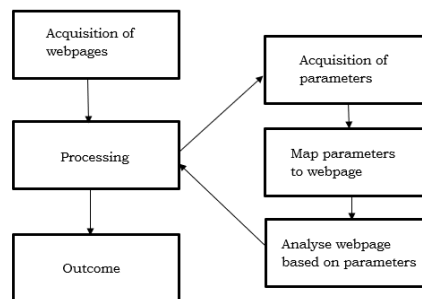 Acquisition of
webpages
Processing
Outcome
Acquisition of
parameters
Map parameters
to webpage
Analyse webpage
based on parameters